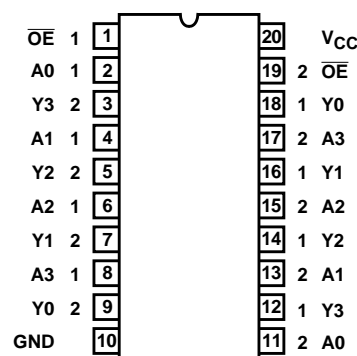 OE 1 1 20 VCC
A0 1 2 19 2 OE
Y3 2 3 18 1 Y0
A1 1 4 17 2 A3
Y2 2 5 16 1 Y1
A2 1 6 15 2 A2
Y1 2 7 14 1 Y2
A3 1 8 13 2 A1
Y0 2 9 12 1 Y3
GND 10 11 2 A0